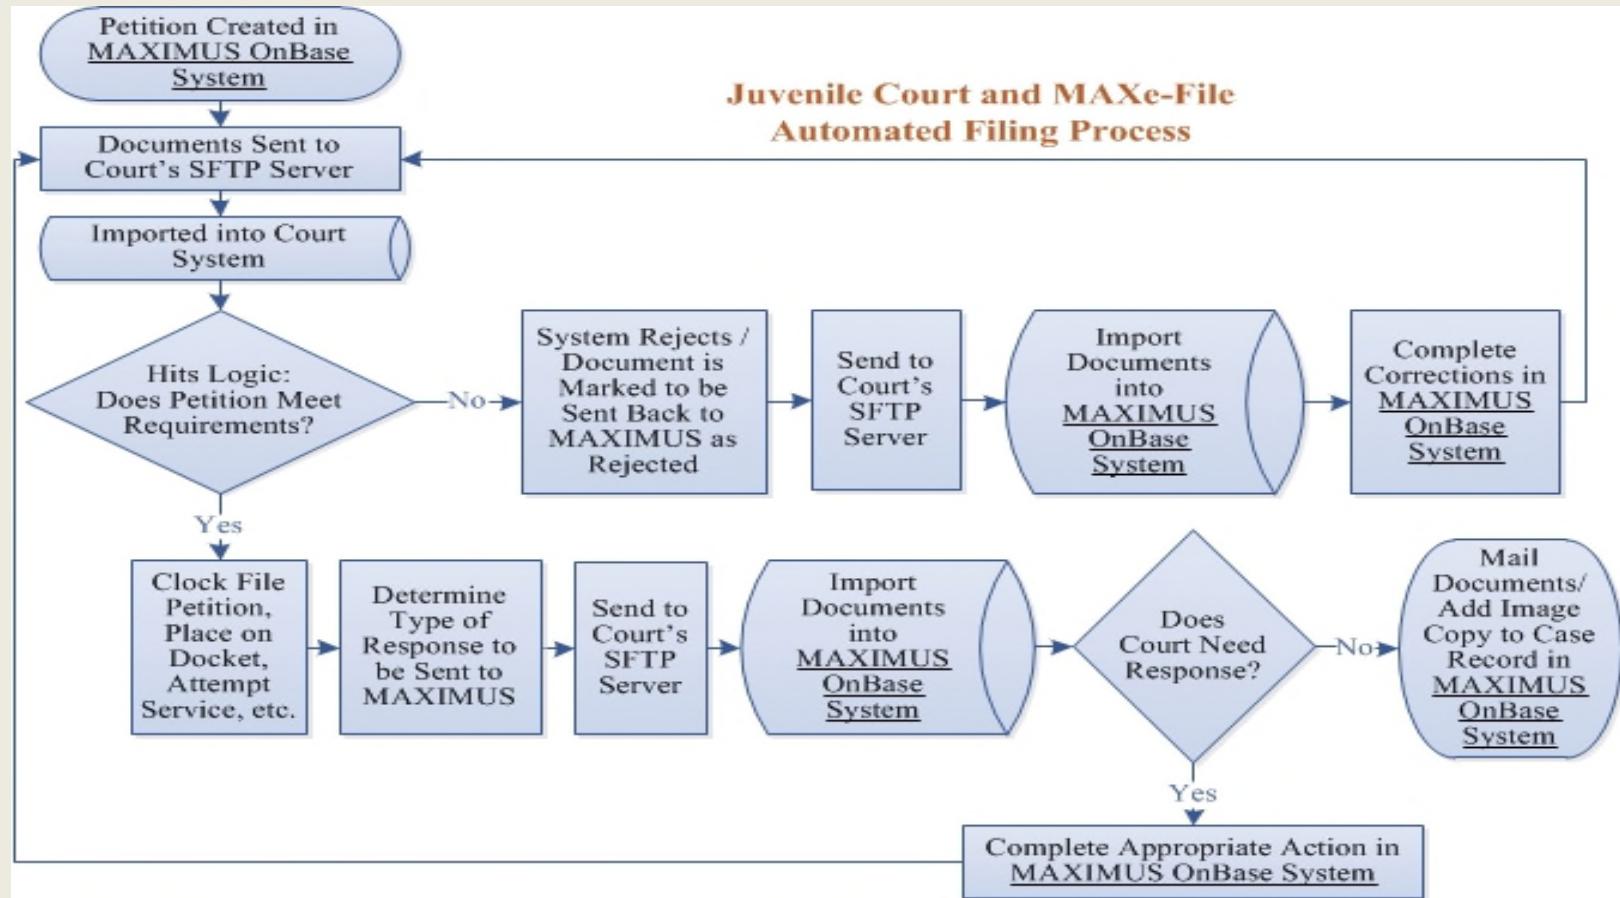 Petition Created in
MAXIMUS OnBase
System
Juvenile Court and MAXe-File
Automated Filing Process
Documents Sent to
Court's SFTP Server
Imported into Court
System
Hits Logic:
Does Petition Meet
Requirements?
No
System Rejects /
Document is
Marked to be
Sent Back to
MAXIMUS as
Rejected
Send to
Court's
SFTP
Server
Import
Documents
into
MAXIMUS
OnBase
System
Complete
Corrections in
MAXIMUS
OnBase
System
Yes
Clock File
Petition,
Place on
Docket,
Attempt
Service, etc.
Determine
Type of
Response to
be Sent to
MAXIMUS
Send to
Court's
SFTP
Server
Import
Documents
into
MAXIMUS
OnBase
System
Does
Court Need
Response?
No
Mail
Documents/
Add Image
Copy to Case
Record in
MAXIMUS
OnBase
System
Yes
Complete Appropriate Action in
MAXIMUS OnBase System